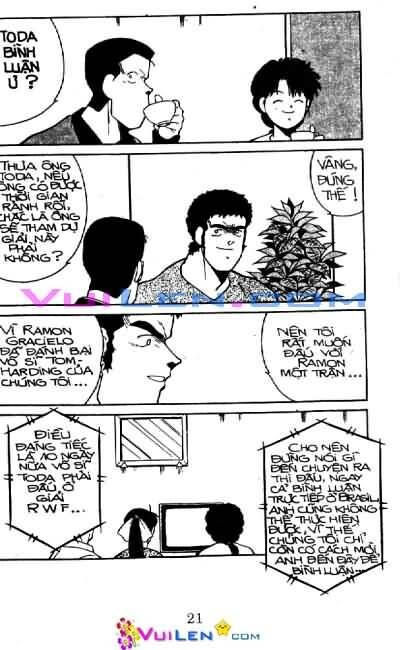 TODA
BÌNH
LUẬN
Ư ?
THƯA ÔNG
TODA, NẾU
ÔNG CÓ ĐƯỢC
THỜI GIAN
RẢNH RỖI,
CHẮC LÀ ÔNG
SẼ THAM DỰ
GIẢI NÀY
PHẢI
KHÔNG ?
VÂNG,
ĐÚNG
THẾ !
VÌ RAMON
GRACIELO
ĐÃ ĐÁNH BẠI
VÕ SĨ TOM-
HARDING CỦA
CHÚNG TÔI ...
NÊN TÔI
RẤT MUỐN
ĐẤU VỚI
RAMON
MỘT TRẬN ...
ĐIỀU
ĐÁNG TIẾC
LÀ 10 NGÀY
NỮA VÕ SĨ
TODA PHẢI
ĐẤU Ở
GIẢI
RWF ...
CHO NÊN
ĐỪNG NÓI GÌ
ĐẾN CHUYỆN RA
THI ĐẤU, NGAY
CẢ BÌNH LUẬN
TRỰC TIẾP Ở BRASIL
ANH CŨNG KHÔNG
THỂ THỰC HIỆN
ĐƯỢC, VÌ THẾ
CHÚNG TÔI CHỈ
CÒN CÓ CÁCH MỜI
ANH ĐẾN ĐÂY ĐỂ
BÌNH LUẬN ...
VUILEN.COM
21
VUILEN.COM